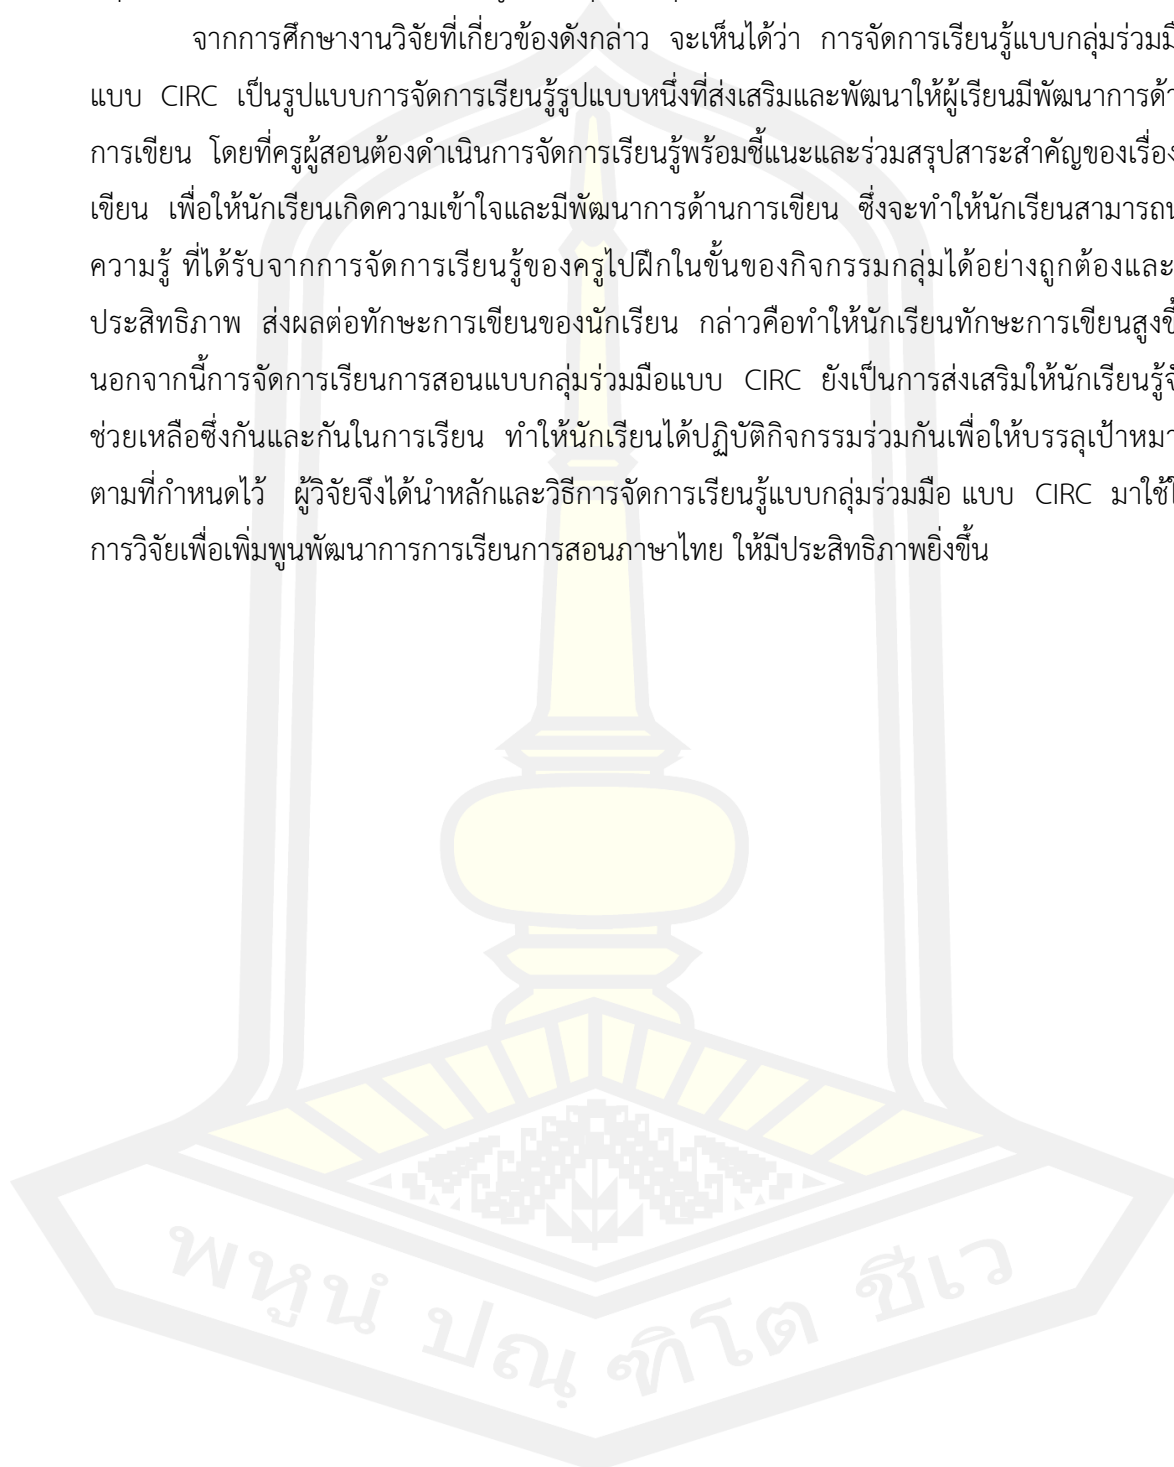 จากการศึกษางานวิจัยที่เกี่ยวข้องดังกล่าว จะเห็นได้ว่า การจัดการเรียนรู้แบบกลุ่มร่วมมื
แบบ CIRC เป็นรูปแบบการจัดการเรียนรู้รูปแบบหนึ่งที่ส่งเสริมและพัฒนาให้ผู้เรียนมีพัฒนาการด้า
การเขียน โดยที่ครูผู้สอนต้องดำเนินการจัดการเรียนรู้พร้อมชี้แนะและร่วมสรุปสาระสำคัญของเรื่อง
เขียน เพื่อให้นักเรียนเกิดความเข้าใจและมีพัฒนาการด้านการเขียน ซึ่งจะทำให้นักเรียนสามารถน
ความรู้ ที่ได้รับจากการจัดการเรียนรู้ของครูไปฝึกในขั้นของกิจกรรมกลุ่มได้อย่างถูกต้องและ
ประสิทธิภาพ ส่งผลต่อทักษะการเขียนของนักเรียน กล่าวคือทำให้นักเรียนทักษะการเขียนสูงขึ้
นอกจากนี้การจัดการเรียนการสอนแบบกลุ่มร่วมมือแบบ CIRC ยังเป็นการส่งเสริมให้นักเรียนรู้จั
ช่วยเหลือซึ่งกันและกันในการเรียน ทำให้นักเรียนได้ปฏิบัติกิจกรรมร่วมกันเพื่อให้บรรลุเป้าหมา
ตามที่กำหนดไว้ ผู้วิจัยจึงได้นำหลักและวิธีการจัดการเรียนรู้แบบกลุ่มร่วมมือ แบบ CIRC มาใช้ใ
การวิจัยเพื่อเพิ่มพูนพัฒนาการการเรียนการสอนภาษาไทย ให้มีประสิทธิภาพยิ่งขึ้น
พหูนํ ปณฺฑิโต ชีเว